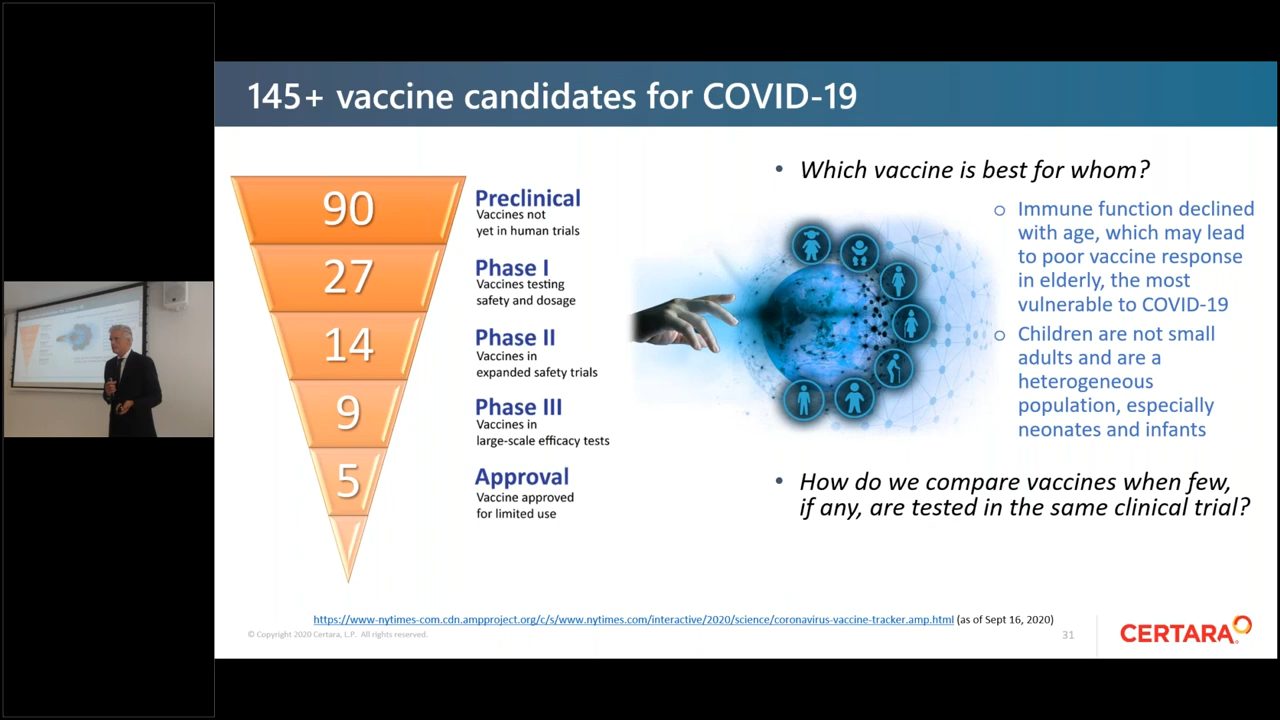 145+ vaccine candidates for COVID-19
90
Preclinical
Vaccines not
yet in human trials
27
Phase I
Vaccines testing
safety and dosage
14
Phase II
Vaccines in
expanded safety trials
9
Phase III
Vaccines in
large-scale efficacy tests
5
Approval
Vaccine approved
for limited use
• Which vaccine is best for whom?
o Immune function declined
with age, which may lead
to poor vaccine response
in elderly, the most
vulnerable to COVID-19
o Children are not small
adults and are a
heterogeneous
population, especially
neonates and infants
• How do we compare vaccines when few,
if any, are tested in the same clinical trial?
https://www-nytimes-com.cdn.ampproject.org/c/s/www.nytimes.com/interactive/2020/science/coronavirus-vaccine-tracker.amp.html (as of Sept 16, 2020)
© Copyright 2020 Certara, L.P. All rights reserved.
31
CERTARA